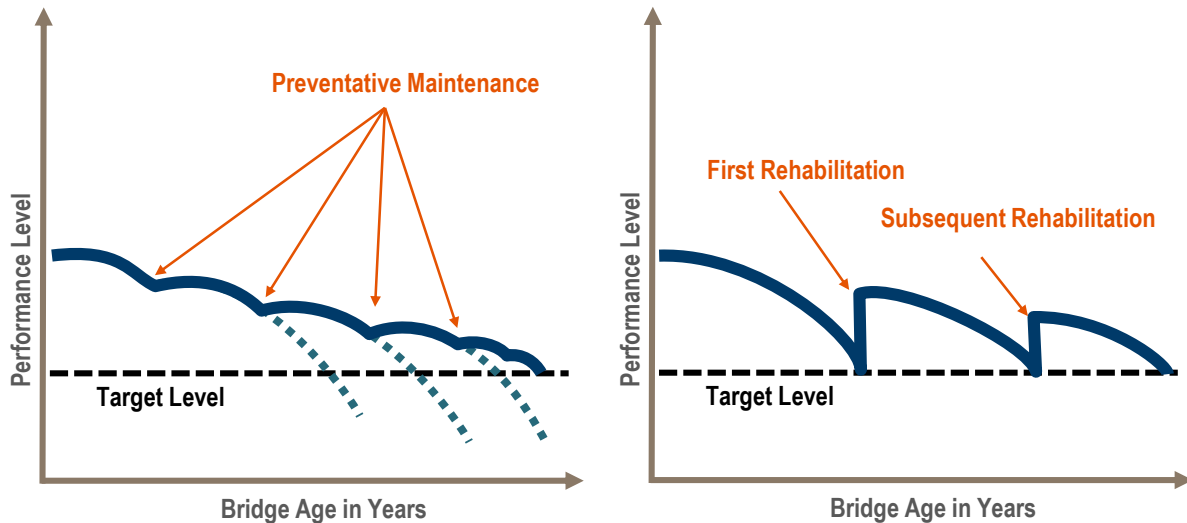 Preventative Maintenance
Performance Level
Target Level
Bridge Age in Years
First Rehabilitation
Subsequent Rehabilitation
Performance Level
Target Level
Bridge Age in Years